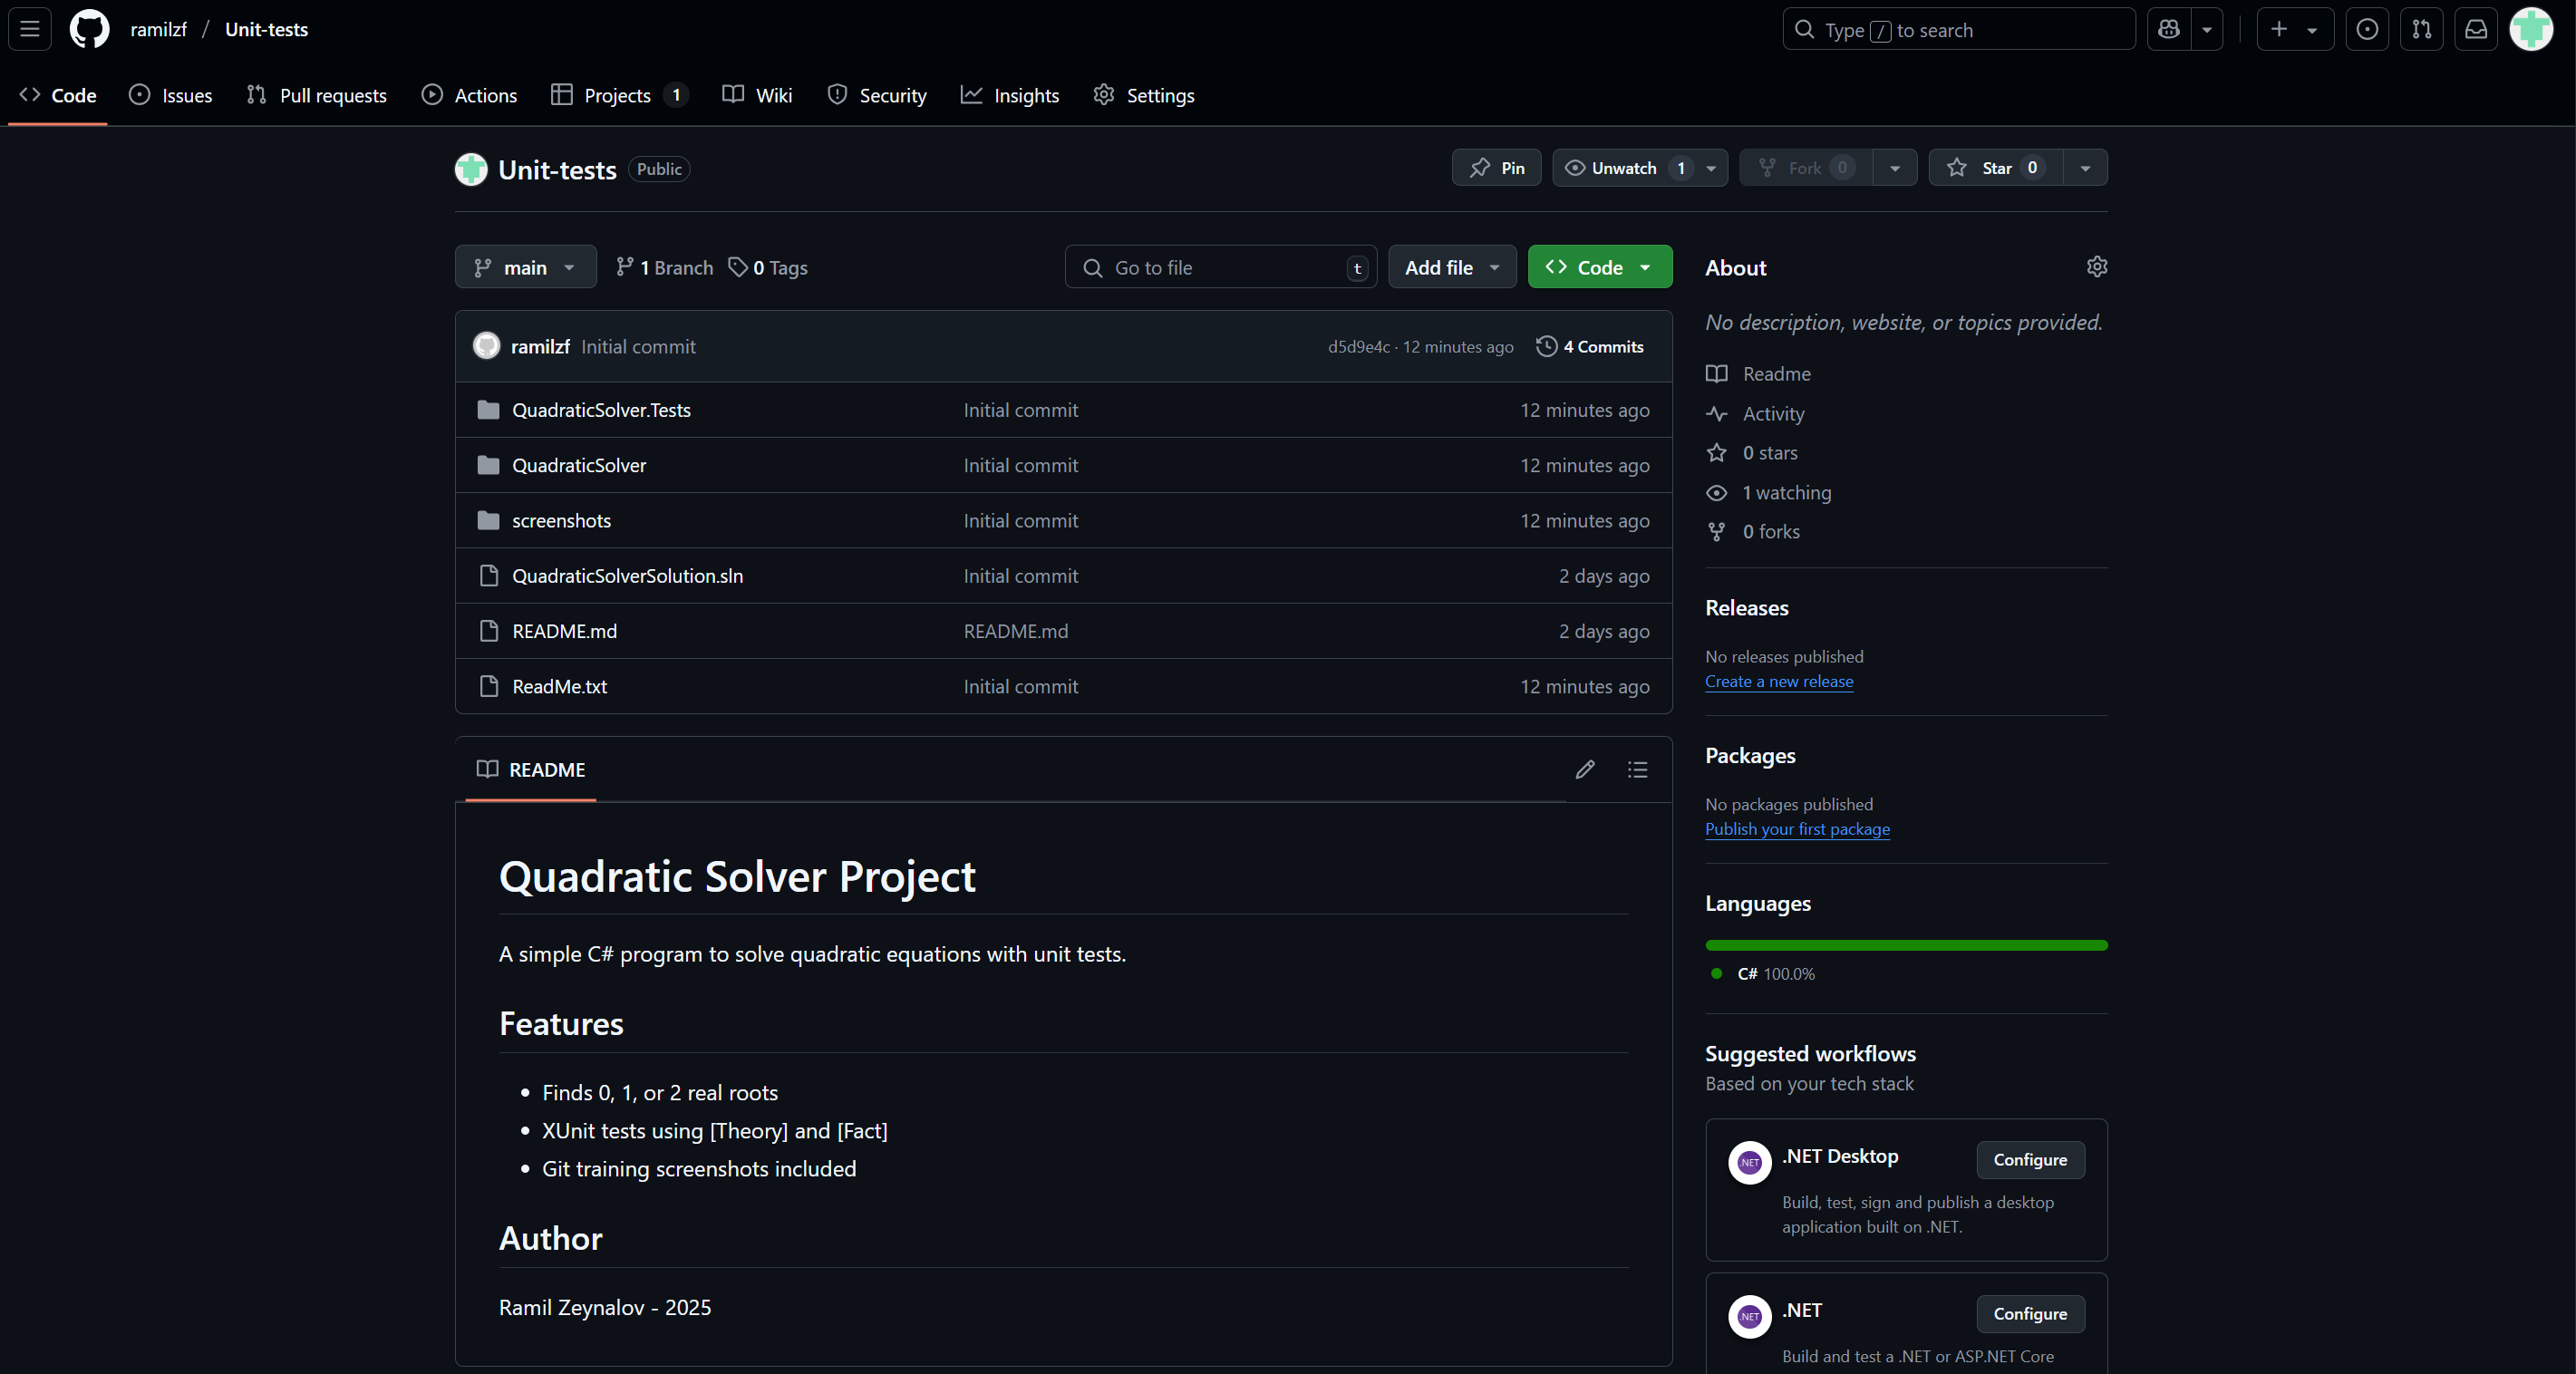 ramilzf / Unit-tests
Type / to search
Code Issues Pull requests Actions Projects 1 Wiki Security Insights Settings
Unit-tests Public
Pin Unwatch 1 Fork 0 Star 0
main 1 Branch 0 Tags Go to file t Add file Code
ramilzf Initial commit d5d9e4c · 12 minutes ago 4 Commits
QuadraticSolver.Tests Initial commit 12 minutes ago
QuadraticSolver Initial commit 12 minutes ago
screenshots Initial commit 12 minutes ago
QuadraticSolverSolution.sln Initial commit 2 days ago
README.md README.md 2 days ago
ReadMe.txt Initial commit 12 minutes ago
README
Quadratic Solver Project
A simple C# program to solve quadratic equations with unit tests.
Features
• Finds 0, 1, or 2 real roots
• XUnit tests using [Theory] and [Fact]
• Git training screenshots included
Author
Ramil Zeynalov - 2025
About
No description, website, or topics provided.
Readme
Activity
0 stars
1 watching
0 forks
Releases
No releases published
Create a new release
Packages
No packages published
Publish your first package
Languages
C# 100.0%
Suggested workflows
Based on your tech stack
.NET
.NET Desktop Configure
Build, test, sign and publish a desktop
application built on .NET.
.NET
.NET Configure
Build and test a .NET or ASP.NET Core